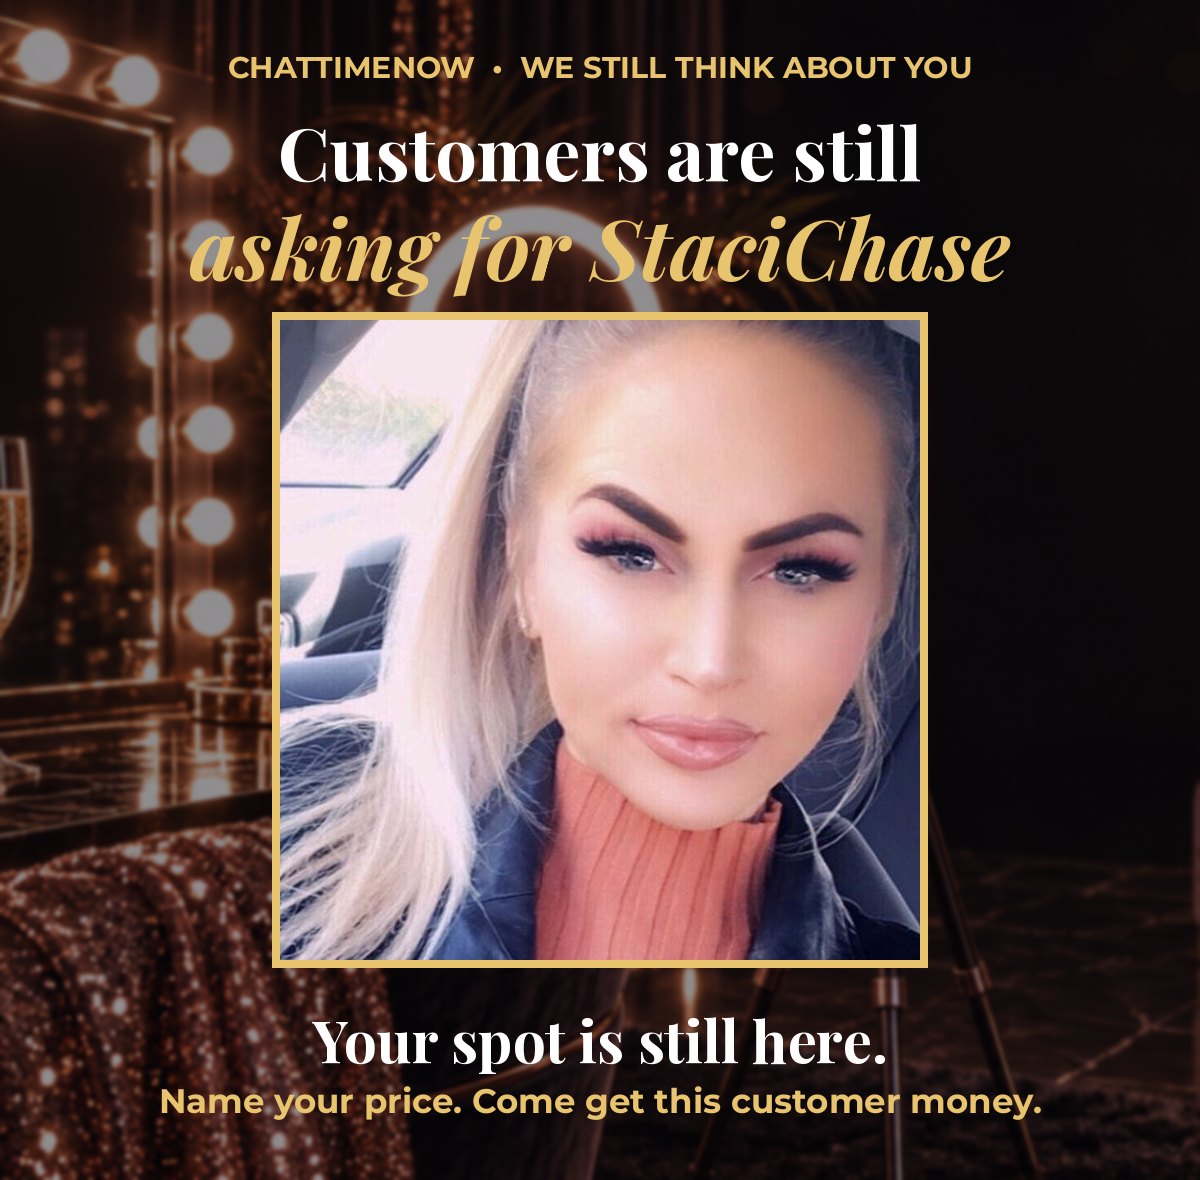 CHATTIMENOW • WE STILL THINK ABOUT YOU
Customers are still
asking for StaciChase
Your spot is still here.
Name your price. Come get this customer money.